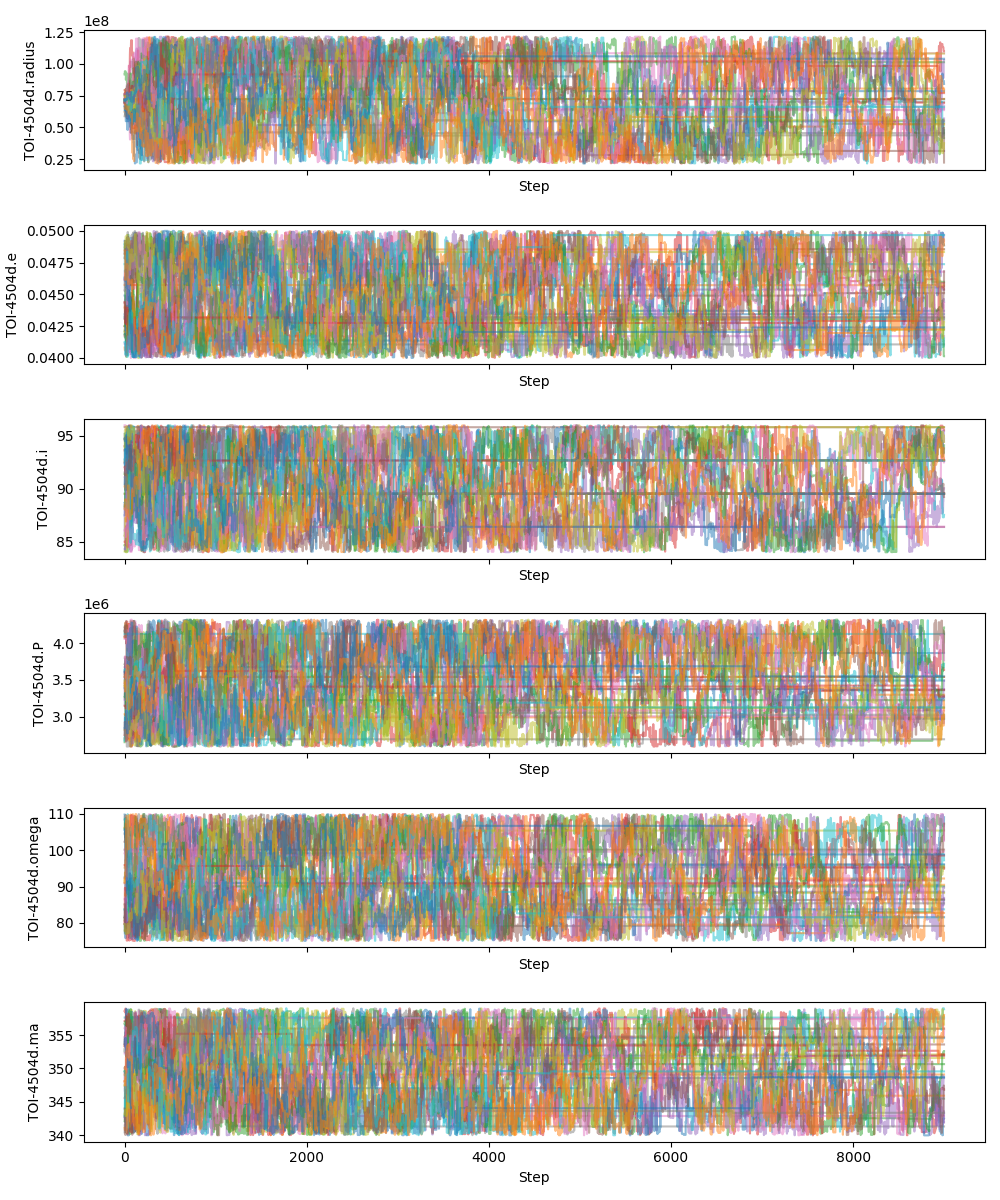 1e8
1.25
1.00
0.75
0.50
0.25
TOI-4504d.radius
Step
0.0500
0.0475
0.0450
0.0425
0.0400
TOI-4504d.e
Step
95
90
85
TOI-4504d.i
Step
1e6
4.0
3.5
3.0
TOI-4504d.P
Step
110
100
90
80
TOI-4504d.omega
Step
355
350
345
340
TOI-4504d.ma
0 2000 4000 6000 8000
Step